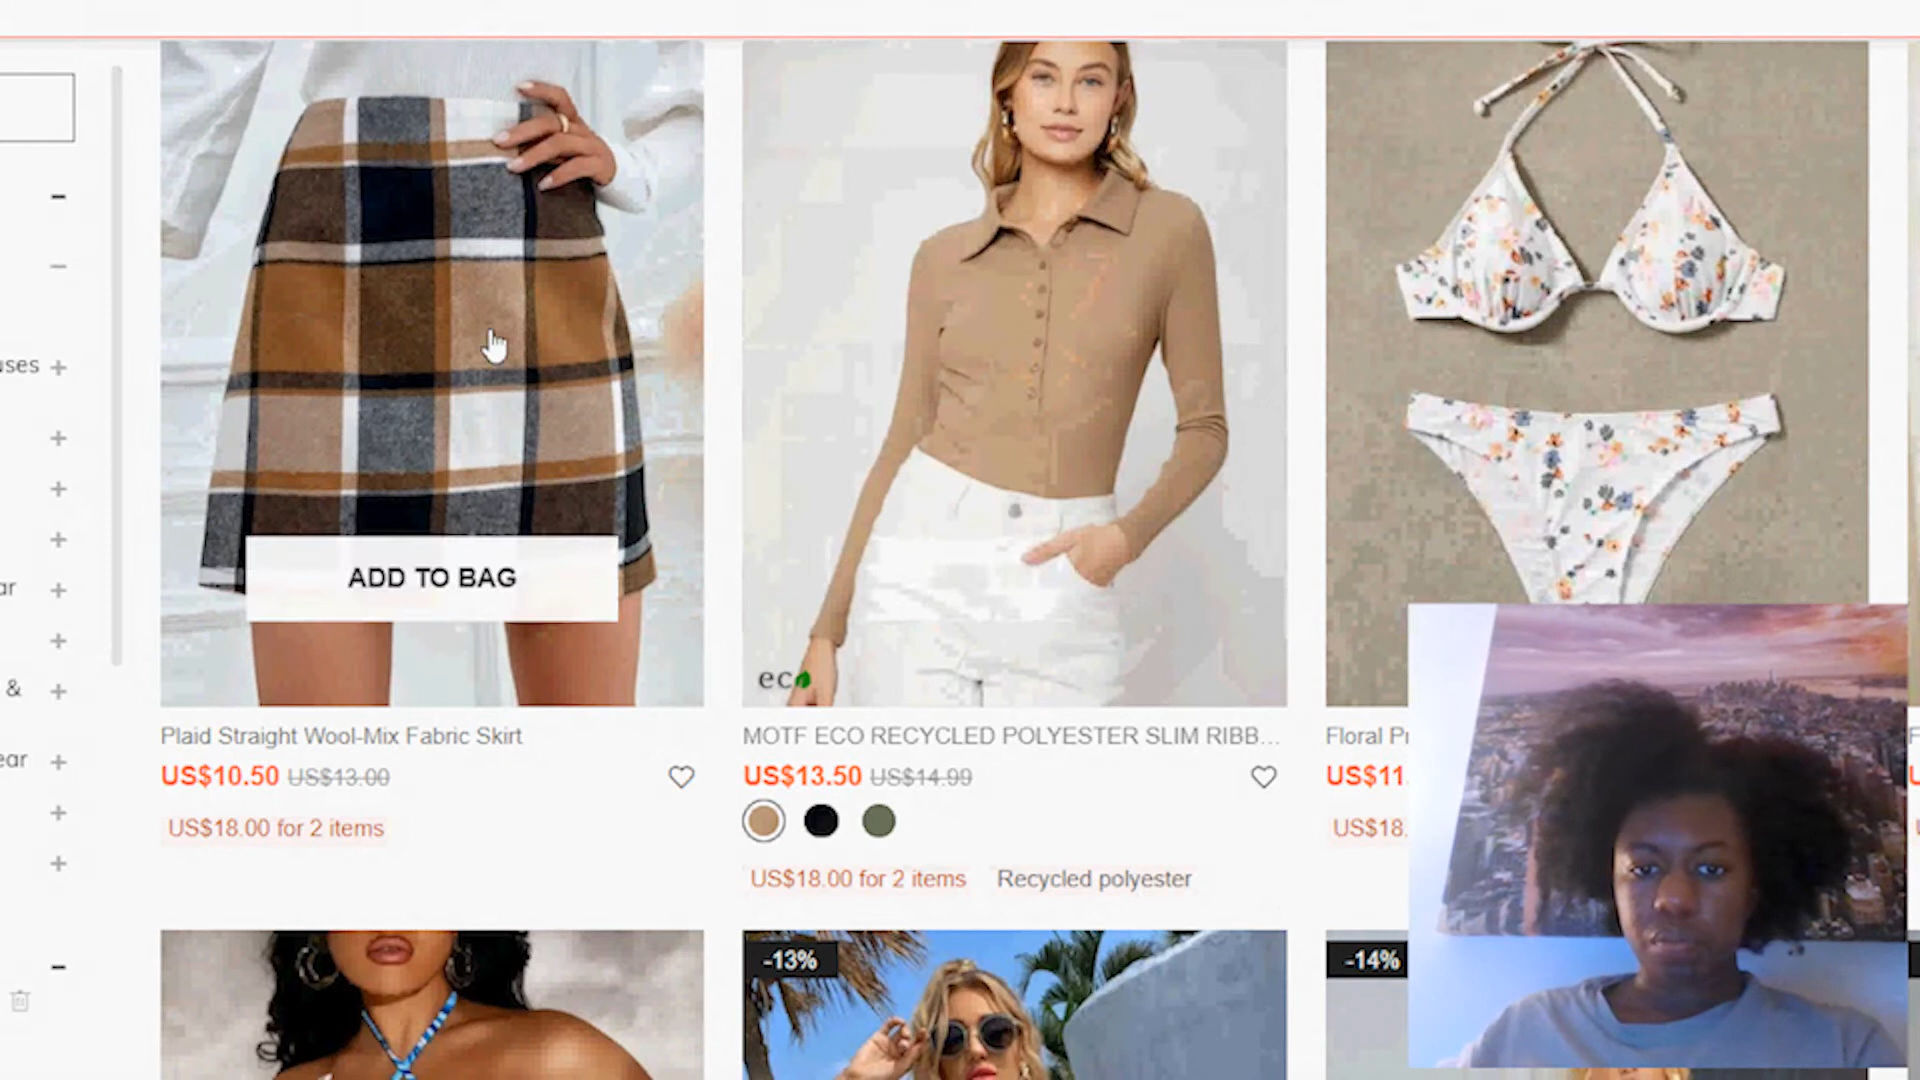 uses
ar
&
ear
ADD TO BAG
eco
Plaid Straight Wool-Mix Fabric Skirt
US$10.50 US$13.00
US$18.00 for 2 items
MOTF ECO RECYCLED POLYESTER SLIM RIBB...
US$13.50 US$14.99
US$18.00 for 2 items Recycled polyester
Floral Pr
US$11.
US$18.
-13%
-14%